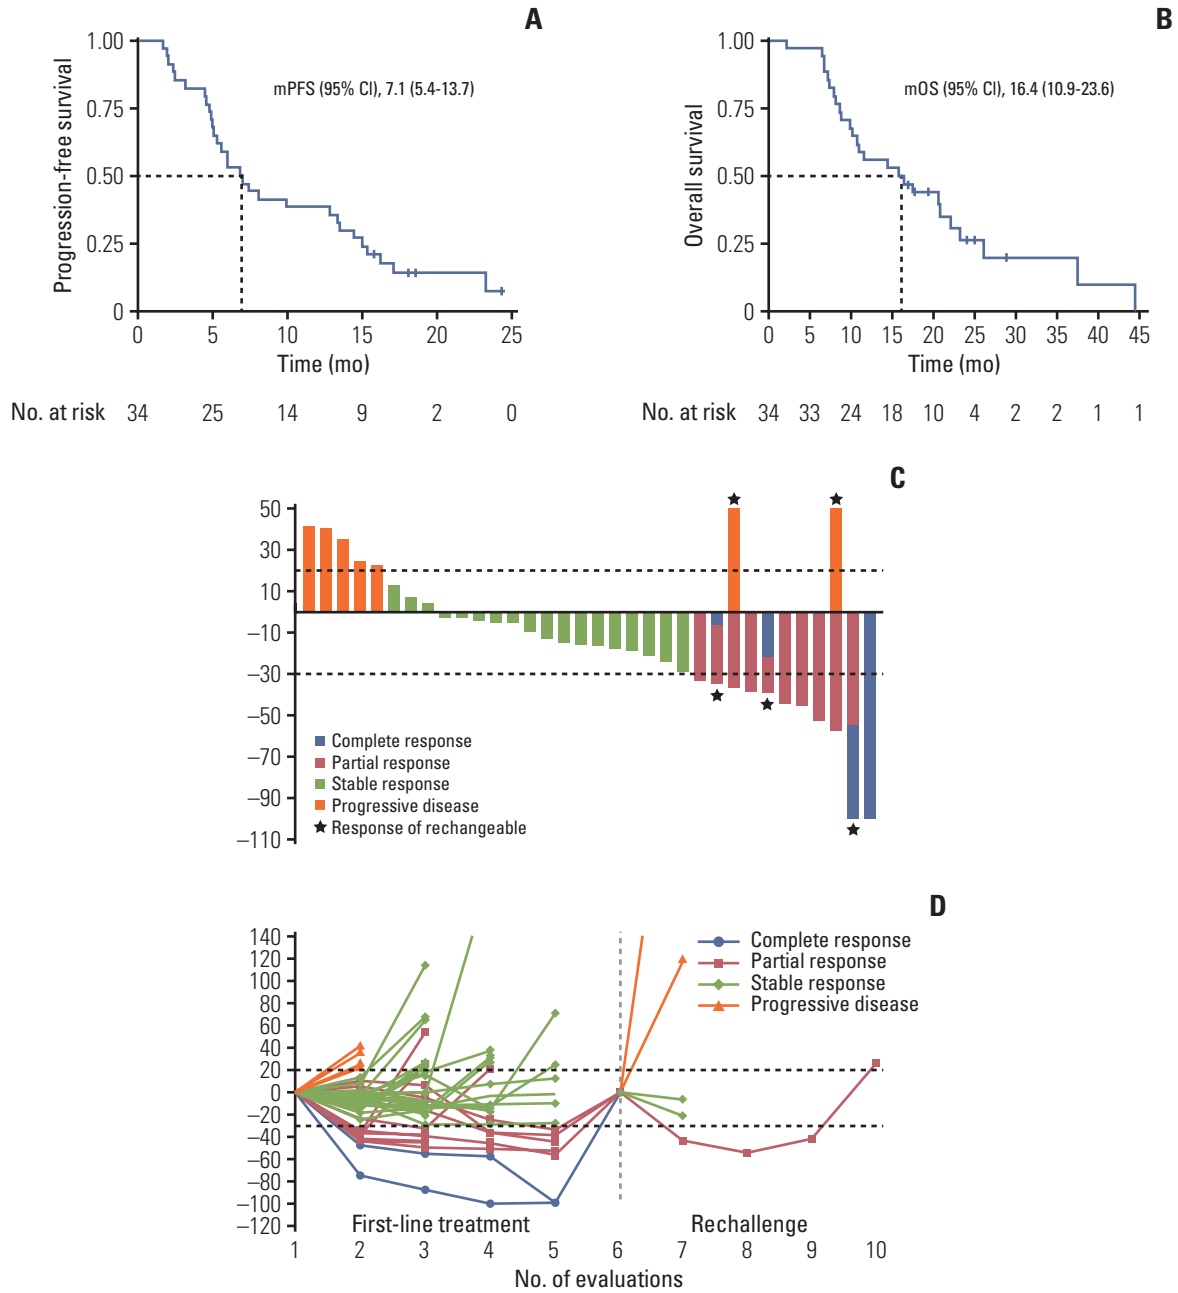 A
1.00
0.75
0.50
0.25
0
Progression-free survival
mPFS (95% CI), 7.1 (5.4-13.7)
0 5 10 15 20 25
Time (mo)
No. at risk 34 25 14 9 2 0
B
1.00
0.75
0.50
0.25
0
Overall survival
mOS (95% CI), 16.4 (10.9-23.6)
0 5 10 15 20 25 30 35 40 45
Time (mo)
No. at risk 34 33 24 18 10 4 2 2 1 1
C
50
30
10
−10
−30
−50
−70
−90
−110
Complete response
Partial response
Stable response
Progressive disease
Response of rechangeable
D
140
120
100
80
60
40
20
0
−20
−40
−60
−80
−100
−120
Complete response
Partial response
Stable response
Progressive disease
First-line treatment
Rechallenge
1 2 3 4 5 6 7 8 9 10
No. of evaluations